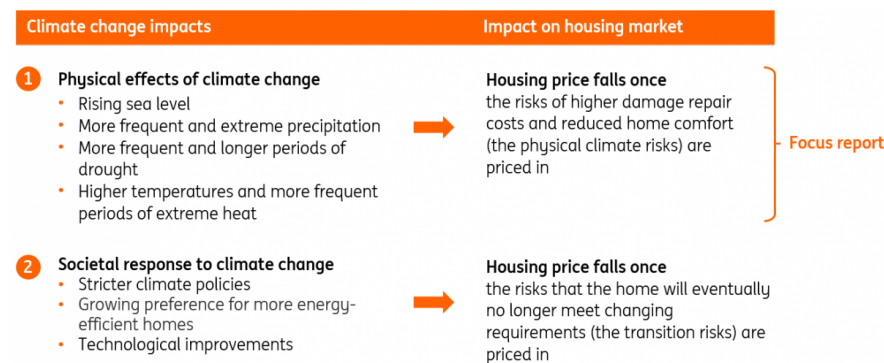 Climate change impacts
Impact on housing market
1
Physical effects of climate change
• Rising sea level
• More frequent and extreme precipitation
• More frequent and longer periods of
drought
• Higher temperatures and more frequent
periods of extreme heat
Housing price falls once
the risks of higher damage repair
costs and reduced home comfort
(the physical climate risks) are
priced in
Focus report
2
Societal response to climate change
• Stricter climate policies
• Growing preference for more energy-
efficient homes
• Technological improvements
Housing price falls once
the risks that the home will eventually
no longer meet changing
requirements (the transition risks) are
priced in